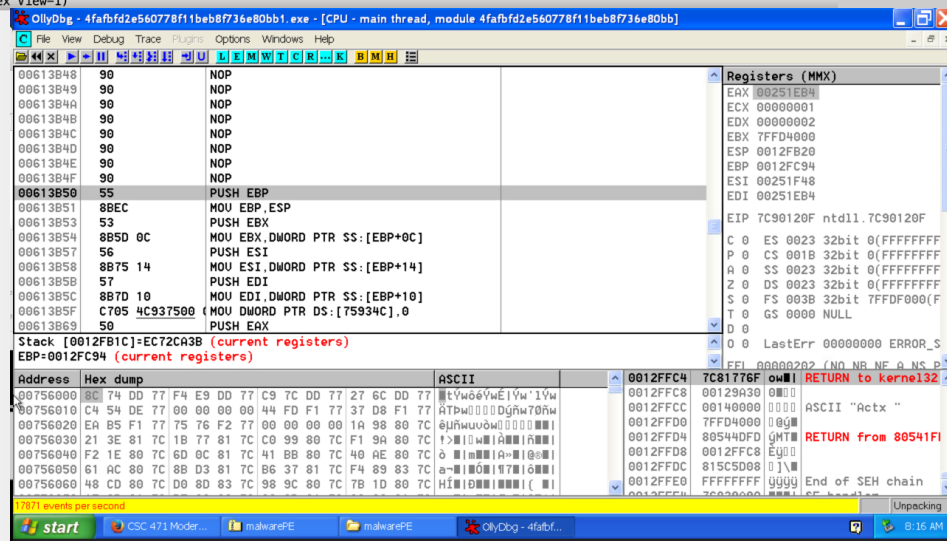 ex View-1)
OllyDbg - 4fafbfd2e560778f11beb8f736e80bb1.exe - [CPU - main thread, module 4fafbfd2e560778f11beb8f736e80bb]
C File View Debug Trace Plugins Options Windows Help
L E M W T C R ... K B M H
00613B48 90 NOP
00613B49 90 NOP
00613B4A 90 NOP
00613B4B 90 NOP
00613B4C 90 NOP
00613B4D 90 NOP
00613B4E 90 NOP
00613B4F 90 NOP
00613B50 55 PUSH EBP
00613B51 8BEC MOV EBP,ESP
00613B53 53 PUSH EBX
00613B54 8B5D 0C MOV EBX,DWORD PTR SS:[EBP+0C]
00613B57 56 PUSH ESI
00613B58 8B75 14 MOV ESI,DWORD PTR SS:[EBP+14]
00613B5B 57 PUSH EDI
00613B5C 8B7D 10 MOV EDI,DWORD PTR SS:[EBP+10]
00613B5F C705 4C937500 ( MOV DWORD PTR DS:[75934C],0
00613B69 50 PUSH EAX
Stack [0012FB1C]=EC72CA3B (current registers)
EBP=0012FC94 (current registers)
Registers (MMX)
EAX 00251EB4
ECX 00000001
EDX 00000002
EBX 7FFD4000
ESP 0012FB20
EBP 0012FC94
ESI 00251F48
EDI 00251EB4
EIP 7C90120F ntdll.7C90120F
C 0 ES 0023 32bit 0(FFFFFFFF
P 0 CS 001B 32bit 0(FFFFFFFF
A 0 SS 0023 32bit 0(FFFFFFFF
Z 0 DS 0023 32bit 0(FFFFFFFF
S 0 FS 003B 32bit 7FFDF000(F
T 0 GS 0000 NULL
D 0
O 0 LastErr 00000000 ERROR_S
EFL 00000202 (NO,NB,NE,A,NS,P
Address Hex dump ASCII
00756000 8C 74 DD 77 F4 E9 DD 77 C9 7C DD 77 27 6C DD 77
00756010 C4 54 DE 77 00 00 00 00 44 FD F1 77 37 D8 F1 77
00756020 EA B5 F1 77 75 76 F2 77 00 00 00 00 1A 98 80 7C
00756030 21 3E 81 7C 1B 77 81 7C C0 99 80 7C F1 9A 80 7C
00756040 F2 1E 80 7C 6D 0C 81 7C 41 BB 80 7C 40 AE 80 7C
00756050 61 AC 80 7C 8B D3 81 7C B6 37 81 7C F4 89 83 7C
00756060 48 CD 80 7C D0 8D 83 7C 98 9C 80 7C 7B 1D 80 7C
0012FFC4 7C81776F RETURN to kernel32
0012FFC8 00129A30
0012FFCC 00140000 ASCII "Actx "
0012FFD0 7FFD4000
0012FFD4 80544DFD RETURN from 80541F
0012FFD8 0012FFC8
0012FFDC 815C5D08
0012FFE0 FFFFFFFF ÿÿÿÿ End of SEH chain
17871 events per second
Unpacking
start
CSC 471 Moder...
malwarePE
malwarePE
OllyDbg - 4fafbf...
8:16 AM